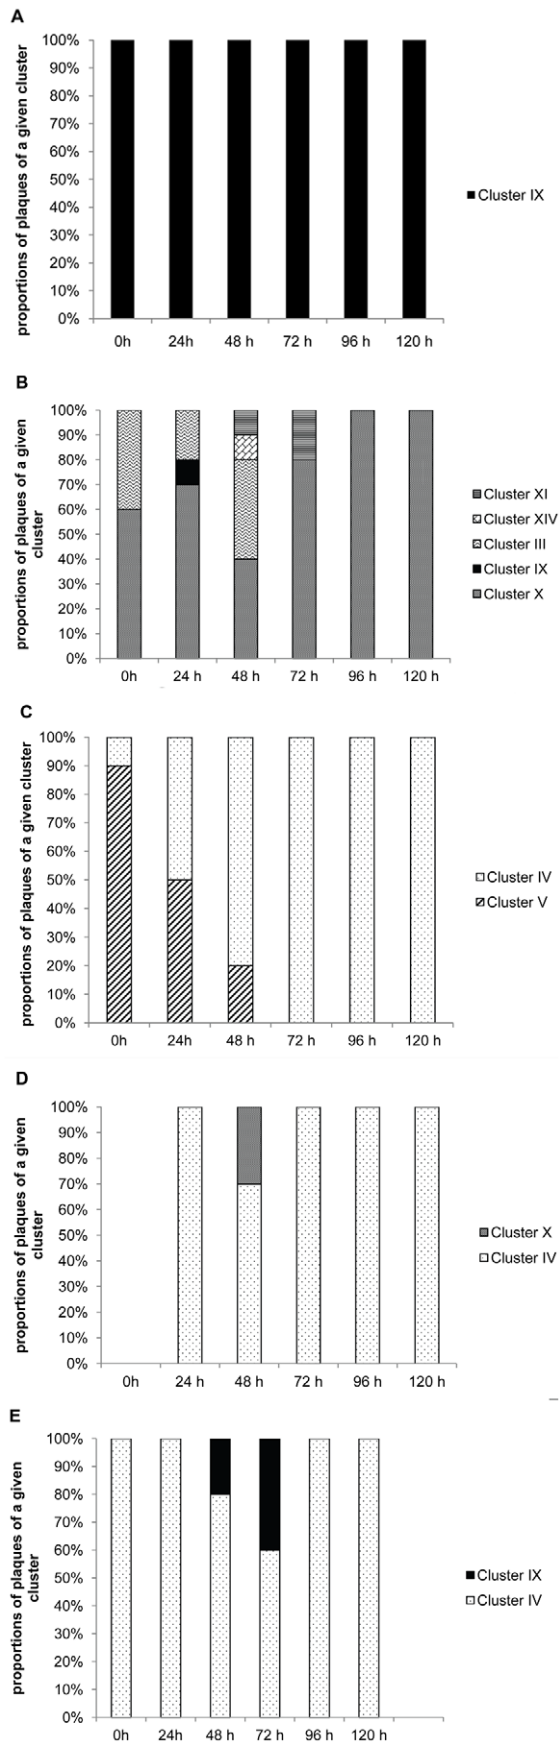 A
proportions of plaques of a given cluster
100%
90%
80%
70%
60%
50%
40%
30%
20%
10%
0%
0h 24h 48 h 72 h 96 h 120 h
Cluster IX
B
proportions of plaques of a given
cluster
100%
90%
80%
70%
60%
50%
40%
30%
20%
10%
0%
0h 24 h 48 h 72 h 96 h 120 h
Cluster XI
Cluster XIV
Cluster III
Cluster IX
Cluster X
C
proportions of plaques of a given cluster
100%
90%
80%
70%
60%
50%
40%
30%
20%
10%
0%
0h 24h 48 h 72 h 96 h 120 h
Cluster IV
Cluster V
D
proportions of plaques of a given
cluster
100%
90%
80%
70%
60%
50%
40%
30%
20%
10%
0%
0h 24 h 48 h 72 h 96 h 120 h
Cluster X
Cluster IV
E
proportions of plaques of a given
cluster
100%
90%
80%
70%
60%
50%
40%
30%
20%
10%
0%
0h 24h 48 h 72 h 96 h 120 h
Cluster IX
Cluster IV